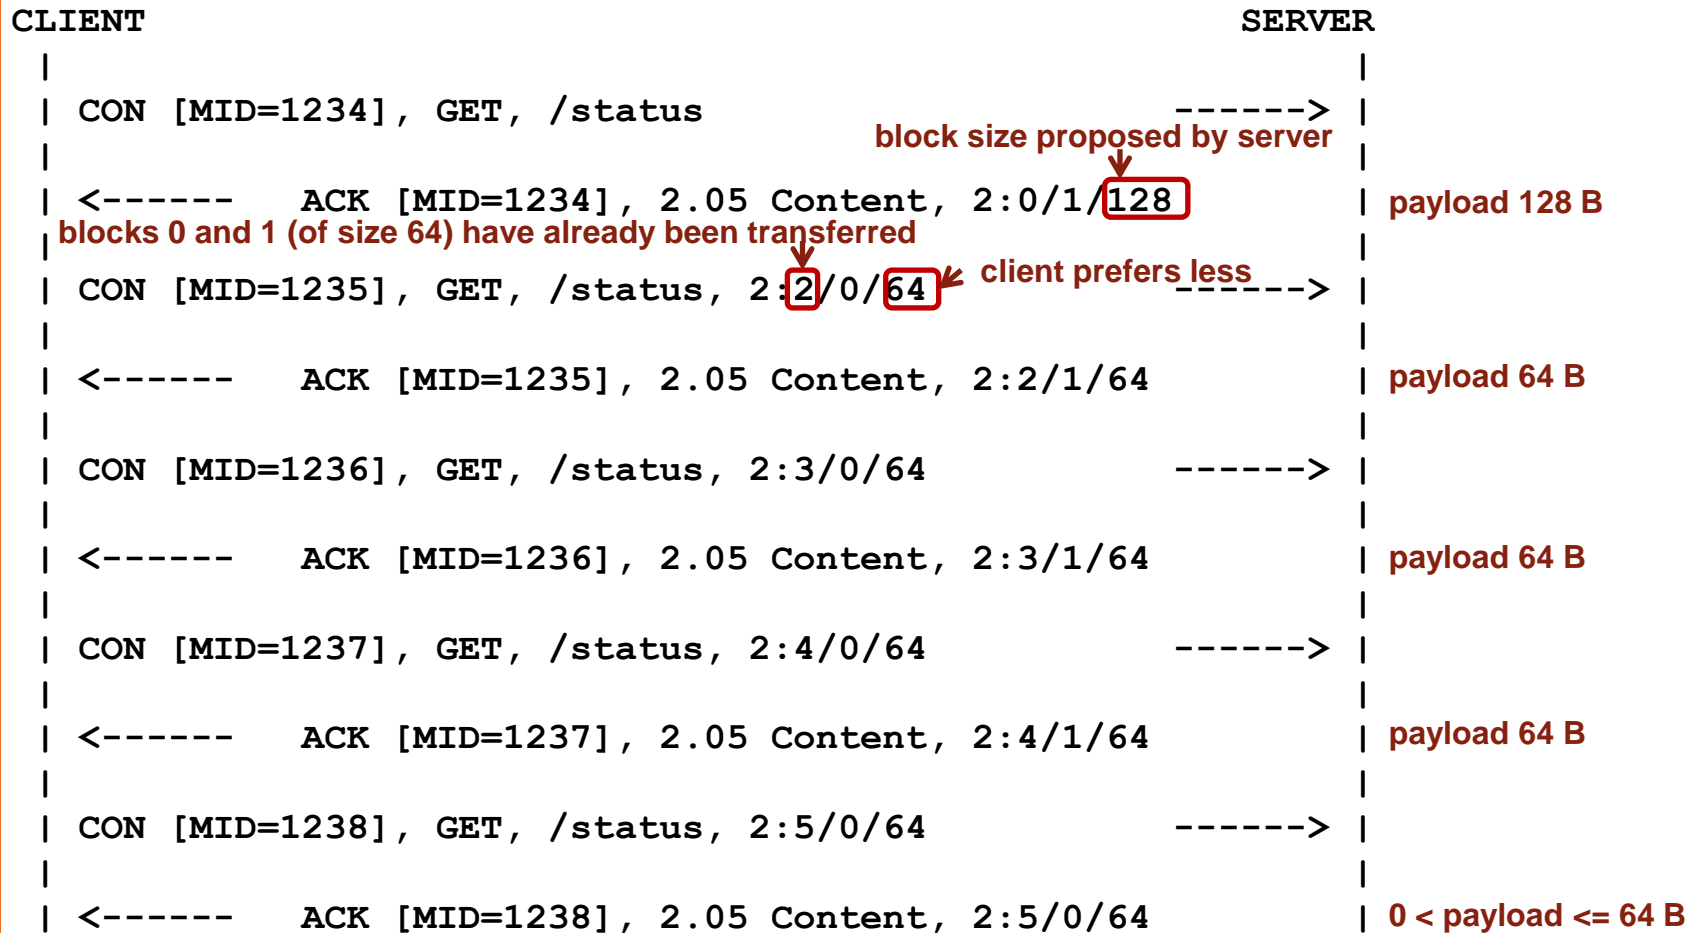 CLIENT SERVER
| |
| CON [MID=1234], GET, /status ------> |
block size proposed by server
| |
| <------ ACK [MID=1234], 2.05 Content, 2:0/1/128 | payload 128 B
blocks 0 and 1 (of size 64) have already been transferred
| |
client prefers less
| CON [MID=1235], GET, /status, 2:2/0/64 ------> |
| |
| <------ ACK [MID=1235], 2.05 Content, 2:2/1/64 | payload 64 B
| |
| CON [MID=1236], GET, /status, 2:3/0/64 ------> |
| |
| <------ ACK [MID=1236], 2.05 Content, 2:3/1/64 | payload 64 B
| |
| CON [MID=1237], GET, /status, 2:4/0/64 ------> |
| |
| <------ ACK [MID=1237], 2.05 Content, 2:4/1/64 | payload 64 B
| |
| CON [MID=1238], GET, /status, 2:5/0/64 ------> |
| |
| <------ ACK [MID=1238], 2.05 Content, 2:5/0/64 | 0 < payload <= 64 B